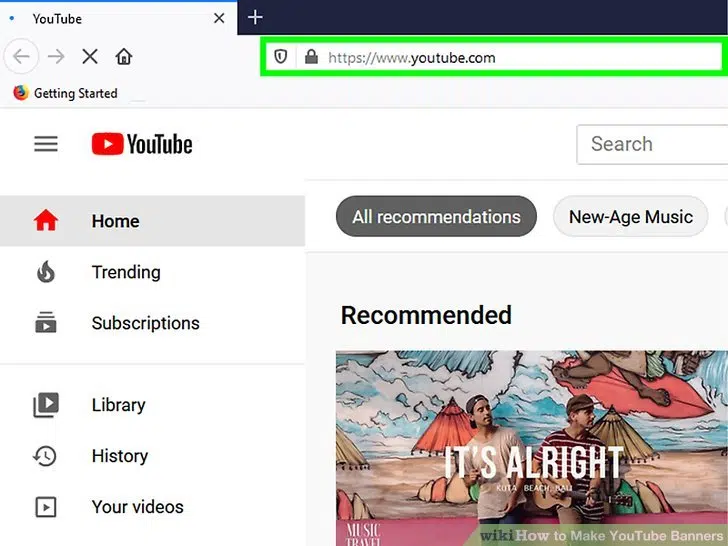 YouTube
https://www.youtube.com
Getting Started
YouTube
Search
Home
All recommendations
New-Age Music
Trending
Subscriptions
Recommended
Library
History
Your videos
IT'S ALRIGHT
KUTA BEACH, BALI
MUSIC
TRAVEL
wikiHow to Make YouTube Banners